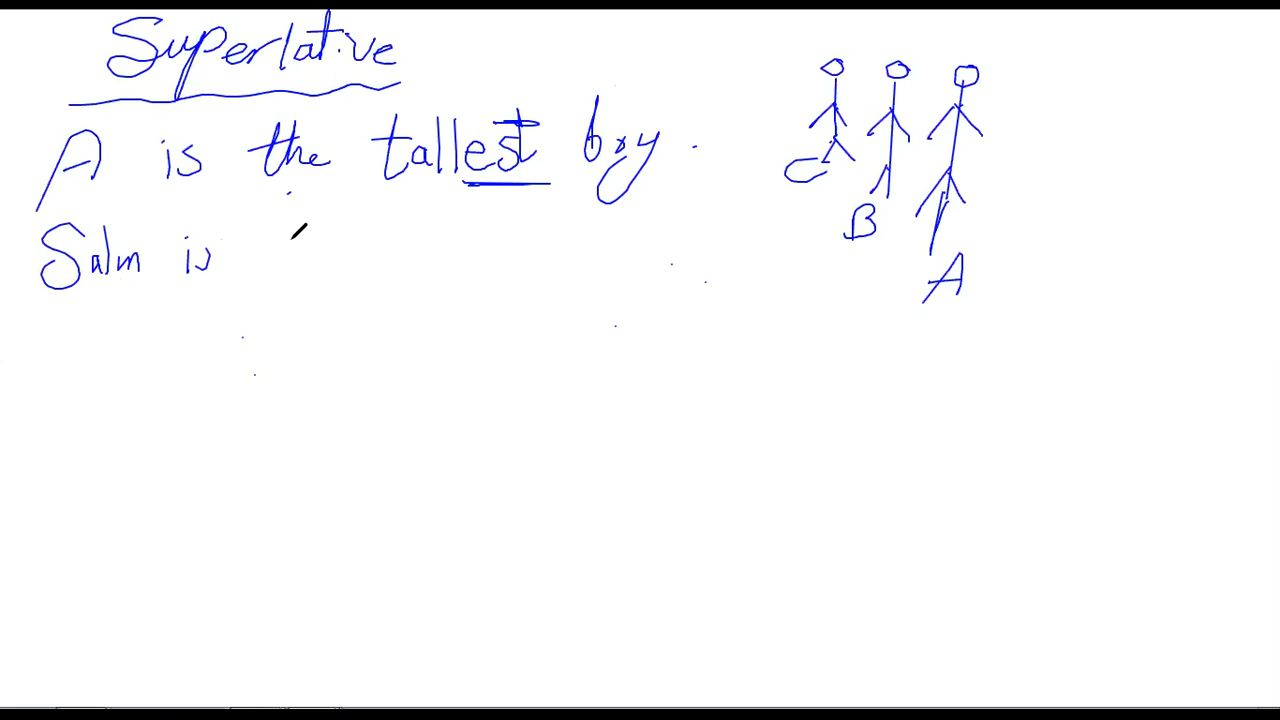 Superlative
A is the tallest boy.
Salm is
C
B
A